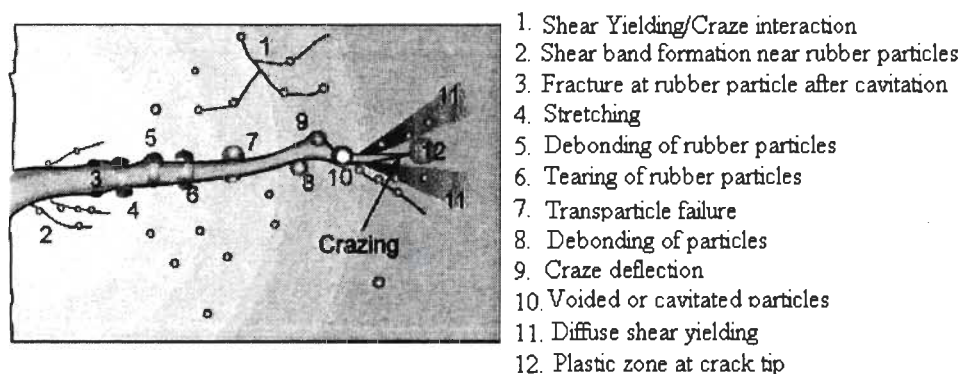 1
2
3
4
5
6
7
8
9
10
11
11
12
Crazing
1. Shear Yielding/Craze interaction
2. Shear band formation near rubber particles
3. Fracture at rubber particle after cavitation
4. Stretching
5. Debonding of rubber particles
6. Tearing of rubber particles
7. Transparticle failure
8. Debonding of particles
9. Craze deflection
10. Voided or cavitated particles
11. Diffuse shear yielding
12. Plastic zone at crack tip